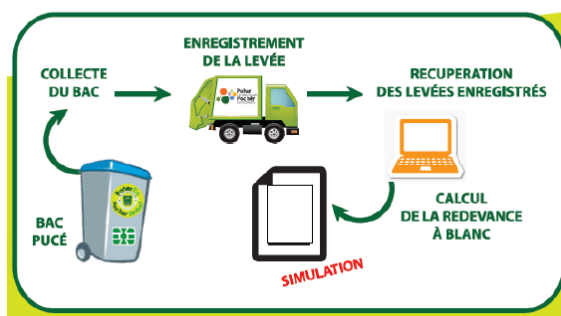 ENREGISTREMENT
DE LA LEVÉE
COLLECTE
DU BAC
RECUPERATION
DES LEVÉES ENREGISTRÉS
Poher
BAC
PUCÉ
SIMULATION
CALCUL
DE LA REDEVANCE
À BLANC